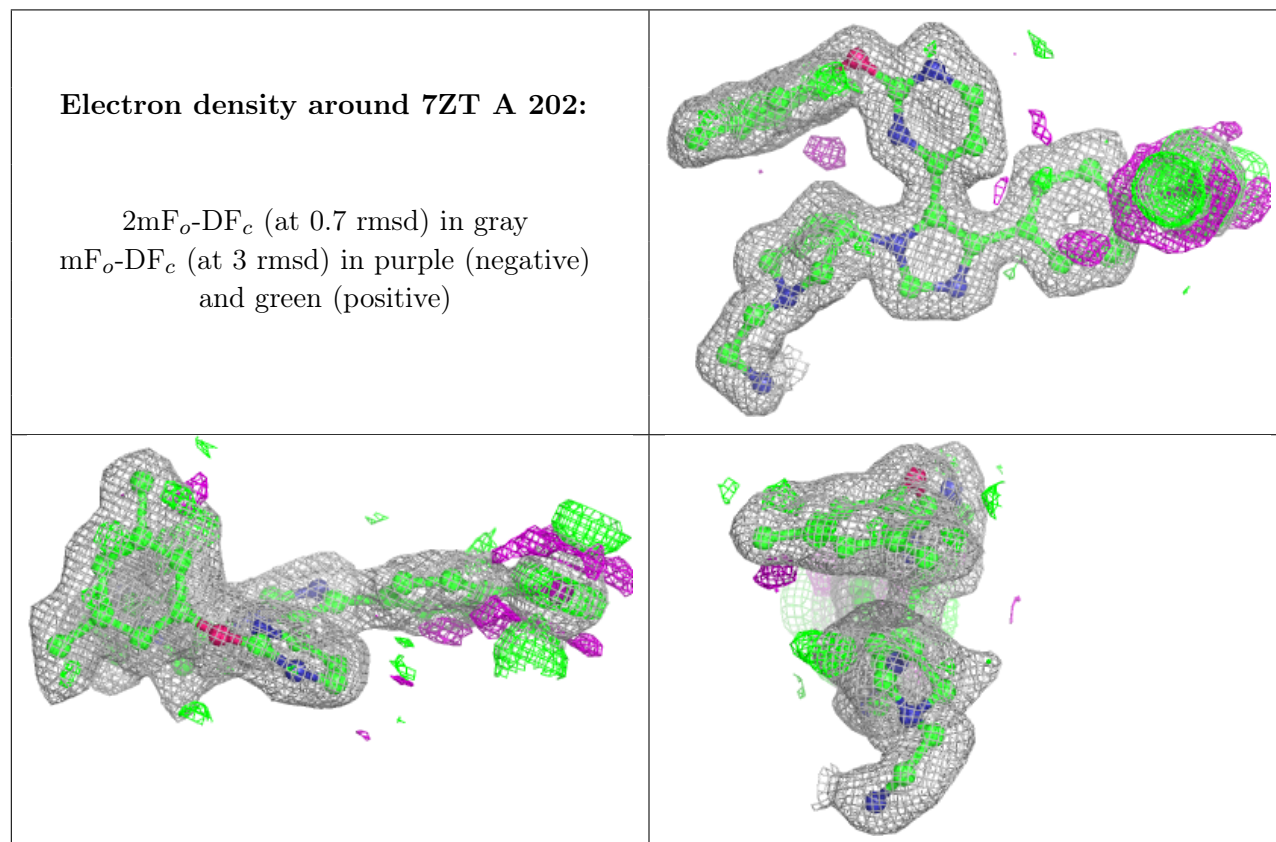 Electron density around 7ZT A 202:
2mFo-DFc (at 0.7 rmsd) in gray
mFo-DFc (at 3 rmsd) in purple (negative)
and green (positive)